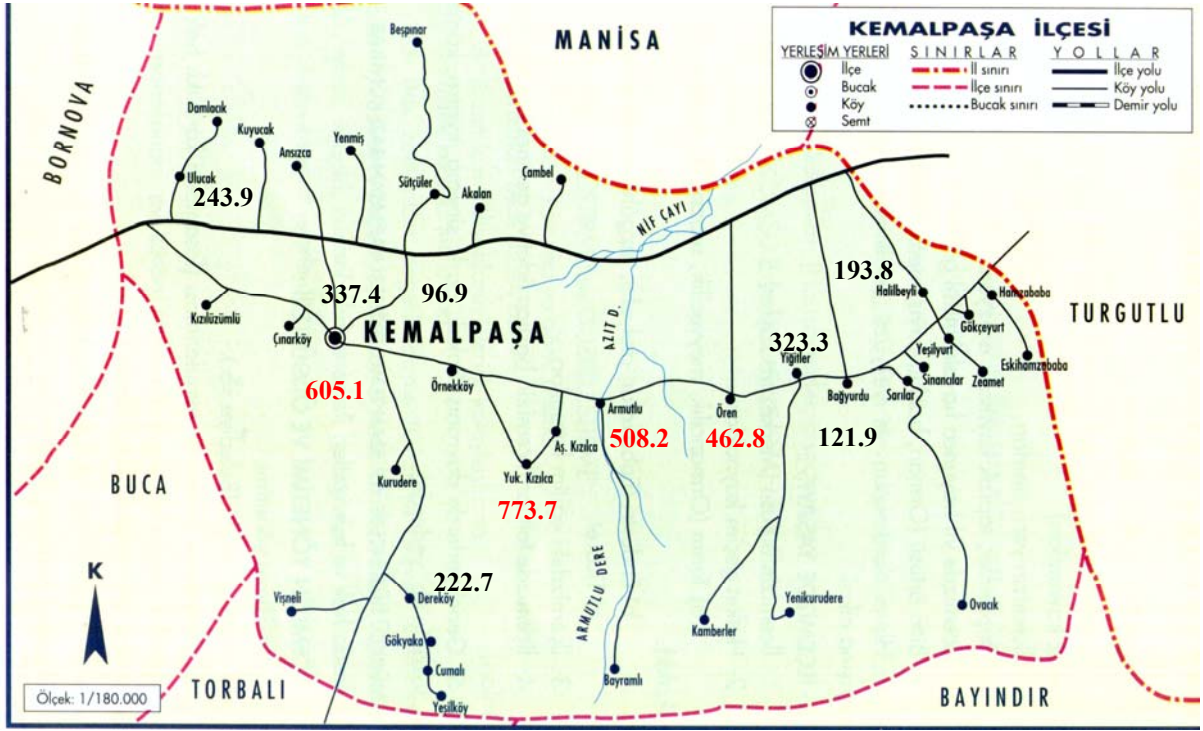 KEMALPAŞA İLÇESİ
YERLEŞİM YERLERİ
İlçe
Bucak
Köy
Semt
SINIRLAR
İl sınırı
İlçe sınırı
Bucak sınırı
YOLLAR
İlçe yolu
Köy yolu
Demir yolu
MANİSA
BORNOVA
Beşpınar
Damlacık
Kuyucak
Ansızca
Yenmiş
Ulucak
243.9
Sütçüler
Akalan
Çambel
NİF ÇAYI
337.4
96.9
193.8
Kızılüzümlü
Çınarköy
KEMALPAŞA
AZIT D.
Halilbeyli
Hamzababa
Gökçeyurt
TURGUTLU
323.3
Yiğitler
Yeşilyurt
Eskihamzababa
605.1
Örnekköy
Sinancılar
Zeamet
Bağyurdu
Sarılar
Armutlu
Ören
508.2
462.8
121.9
Aş. Kızılca
Kurudere
Yuk. Kızılca
773.7
BUCA
K
222.7
Vişneli
Dereköy
ARMUTLU DERE
Kamberler
Yenikurudere
Ovacık
Gökyaka
Cumalı
Bayramlı
Yeşilköy
TORBALI
BAYINDIR
Ölçek: 1/180.000